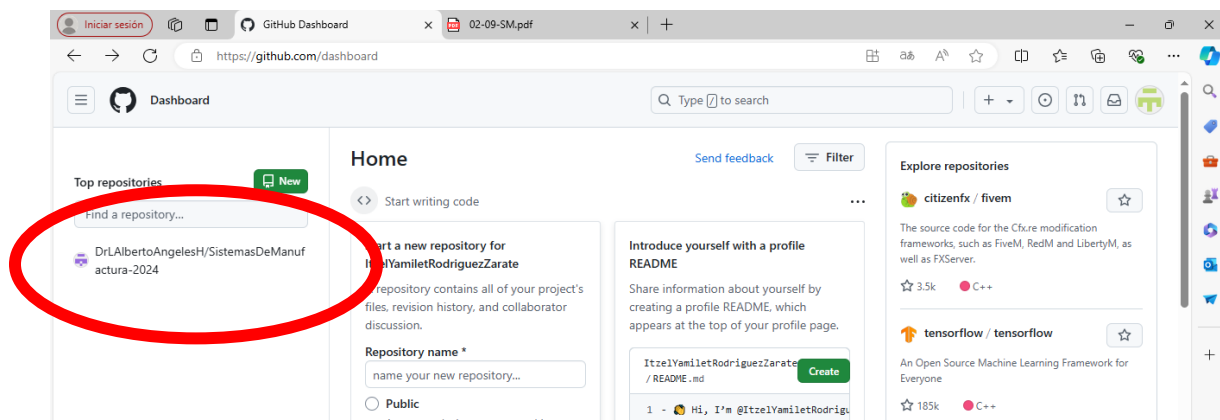 Iniciar sesión
GitHub Dashboard
02-09-SM.pdf
https://github.com/dashboard
Dashboard
Type / to search
Top repositories
New
Find a repository...
DrLAlbertoAngelesH/SistemasDeManuf
actura-2024
Home
Send feedback
Filter
Start writing code
a new repository for
Share information about yourself by
repository contains all of your project's
files, revision history, and collaborator
discussion.
Repository name *
name your new repository...
Public
Introduce yourself with a profile
README
creating a profile README, which
appears at the top of your profile page.
ItzelYamiletRodriguezZarate
/ README.md
Create
1 - 👋 Hi, I'm @ItzelYamiletRodrigu
Explore repositories
citizenfx / fivem
The source code for the Cfx.re modification
frameworks, such as FiveM, RedM and LibertyM, as
well as FXServer.
3.5k C++
tensorflow / tensorflow
An Open Source Machine Learning Framework for
Everyone
185k C++